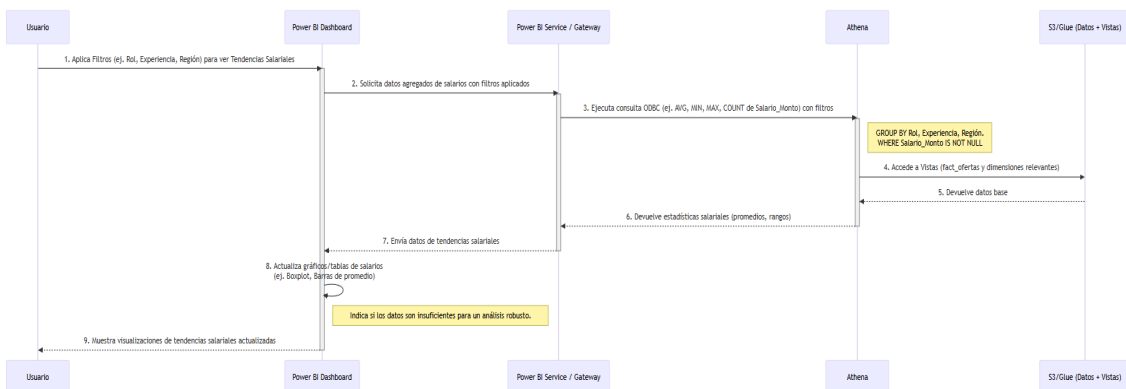 Usuario
Power BI Dashboard
Power BI Service / Gateway
Athena
S3/Glue (Datos + Vistas)
1. Aplica Filtros (ej. Rol, Experiencia, Región) para ver Tendencias Salariales
2. Solicita datos agregados de salarios con filtros aplicados
3. Ejecuta consulta ODBC (ej. AVG, MIN, MAX, COUNT de Salario_Monto) con filtros
GROUP BY Rol, Experiencia, Región.
WHERE Salario_Monto IS NOT NULL
4. Accede a Vistas (fact_ofertas y dimensiones relevantes)
5. Devuelve datos base
6. Devuelve estadísticas salariales (promedios, rangos)
7. Envía datos de tendencias salariales
8. Actualiza gráficos/tablas de salarios
(ej. Boxplot, Barras de promedio)
Indica si los datos son insuficientes para un análisis robusto.
9. Muestra visualizaciones de tendencias salariales actualizadas
Usuario
Power BI Dashboard
Power BI Service / Gateway
Athena
S3/Glue (Datos + Vistas)